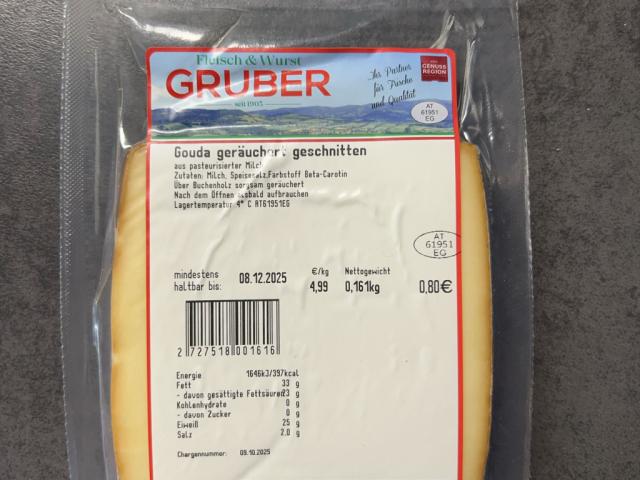 Fleisch & Wurst
GRUBER
seit 1905
Ihr Partner
für Frische
und Qualität
GENUSS
REGION
AT
61951
EG
Gouda geräuchert geschnitten
aus pasteurisierter Milch
Zutaten: Milch, Speisesalz,Farbstoff Beta-Carotin
Über Buchenholz sorgsam geräuchert
Nach dem Öffnen alsbald aufbrauchen
Lagertemperatur 4° C AT61951EG
AT
61951
EG
mindestens
haltbar bis: 08.12.2025
€/kg
4,99
Nettogewicht
0,161kg
0,80€
2 727518 001616
Energie 1646kJ/397kcal
Fett 33 g
- davon gesättigte Fettsäuren 23 g
Kohlenhydrate 0 g
- davon Zucker 0 g
Eiweiß 25 g
Salz 2.0 g
Chargennummer: 09.10.2025